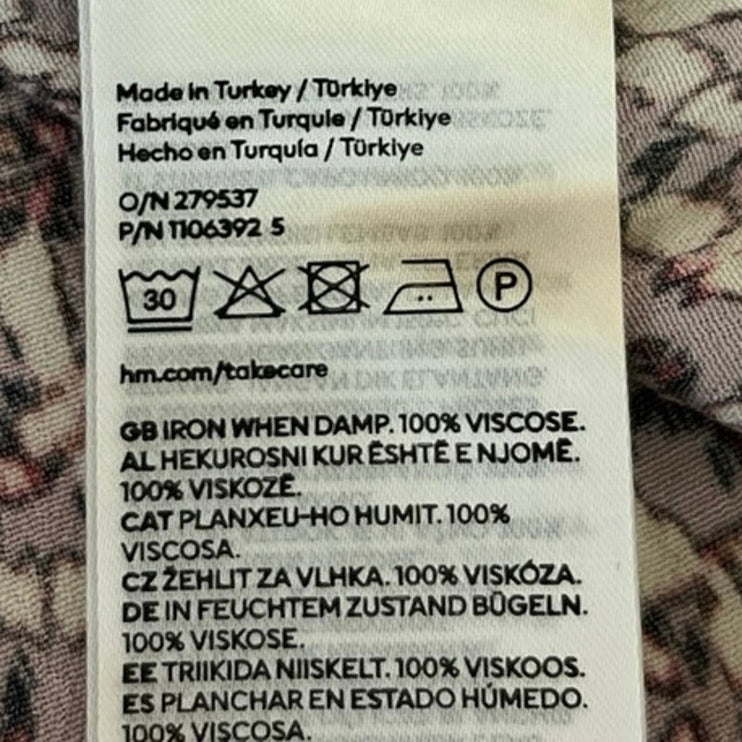 Made in Turkey / Türkiye
Fabriqué en Turquie / Türkiye
Hecho en Turquía / Türkiye
O/N 279537
P/N 1106392 5
30
P
hm.com/takecare
GB IRON WHEN DAMP. 100% VISCOSE.
AL HEKUROSNI KUR ËSHTË E NJOMË.
100% VISKOZË.
CAT PLANXEU-HO HUMIT. 100%
VISCOSA.
CZ ŽEHLIT ZA VLHKA. 100% VISKÓZA.
DE IN FEUCHTEM ZUSTAND BÜGELN.
100% VISKOSE.
EE TRIIKIDA NIISKELT. 100% VISKOOS.
ES PLANCHAR EN ESTADO HÚMEDO.
100% VISCOSA.